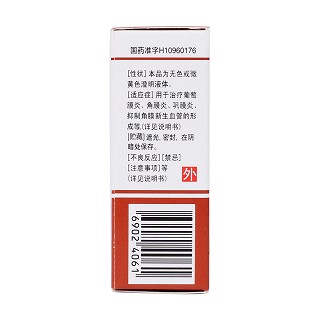 国药准字H10960176
[性状]本品为无色或微
黄色澄明液体。
[适应症]用于治疗葡萄
膜炎、角膜炎、巩膜炎,
抑制角膜新生血管的形
成等,(详见说明书)
[贮藏]遮光,密封,在阴
暗处保存。
[不良反应][禁忌]
[注意事项]等
(详见说明书)
外
69024061